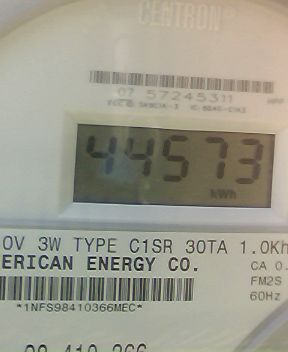 CENTRON®
07 57245311
44573
kWh
0V 3W TYPE C1SR 30TA 1.0Kh
ERICAN ENERGY CO.
CA 0.
FM2S
60Hz
*1NFS98410366MEC*